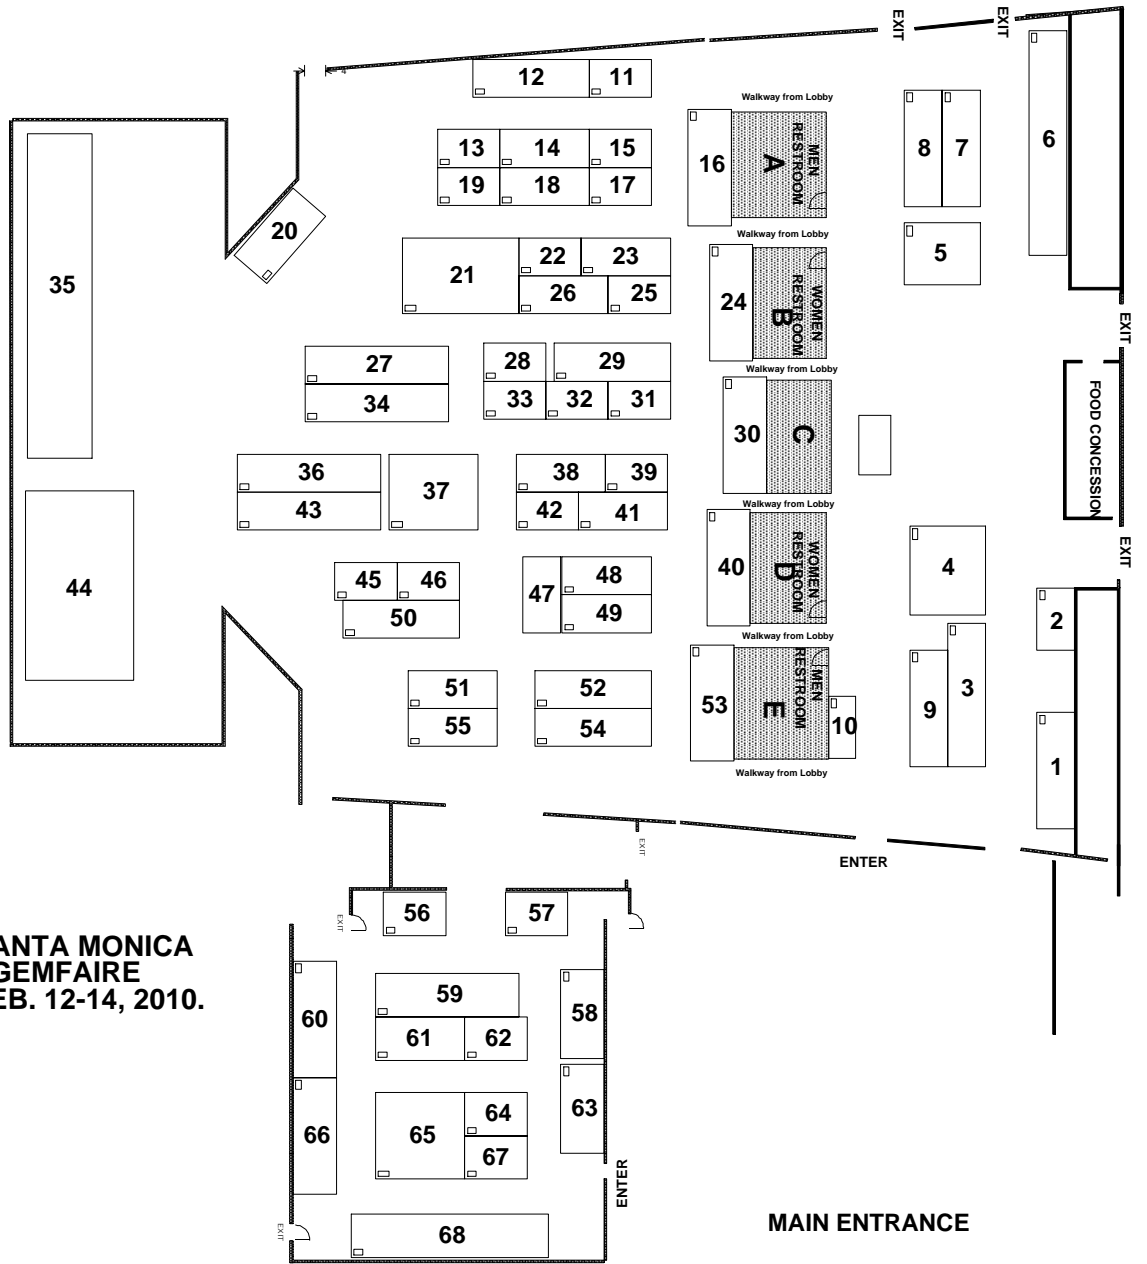 EXIT
EXIT
4
12
11
Walkway from Lobby
6
13
14
15
16
A
MEN
RESTROOM
8
7
19
18
17
20
Walkway from Lobby
35
21
22
23
5
26
25
24
B
WOMEN
RESTROOM
EXIT
27
28
29
Walkway from Lobby
34
33
32
31
30
C
FOOD CONCESSION
36
37
38
39
43
42
41
Walkway from Lobby
EXIT
44
45
46
47
48
40
D
WOMEN
RESTROOM
4
50
49
2
Walkway from Lobby
51
52
53
E
MEN
RESTROOM
10
9
3
55
54
1
Walkway from Lobby
EXIT
ENTER
EXIT
56
57
ANTA MONICA
GEMFAIRE
EB. 12-14, 2010.
60
59
58
61
62
66
65
64
63
67
ENTER
EXIT
68
MAIN ENTRANCE